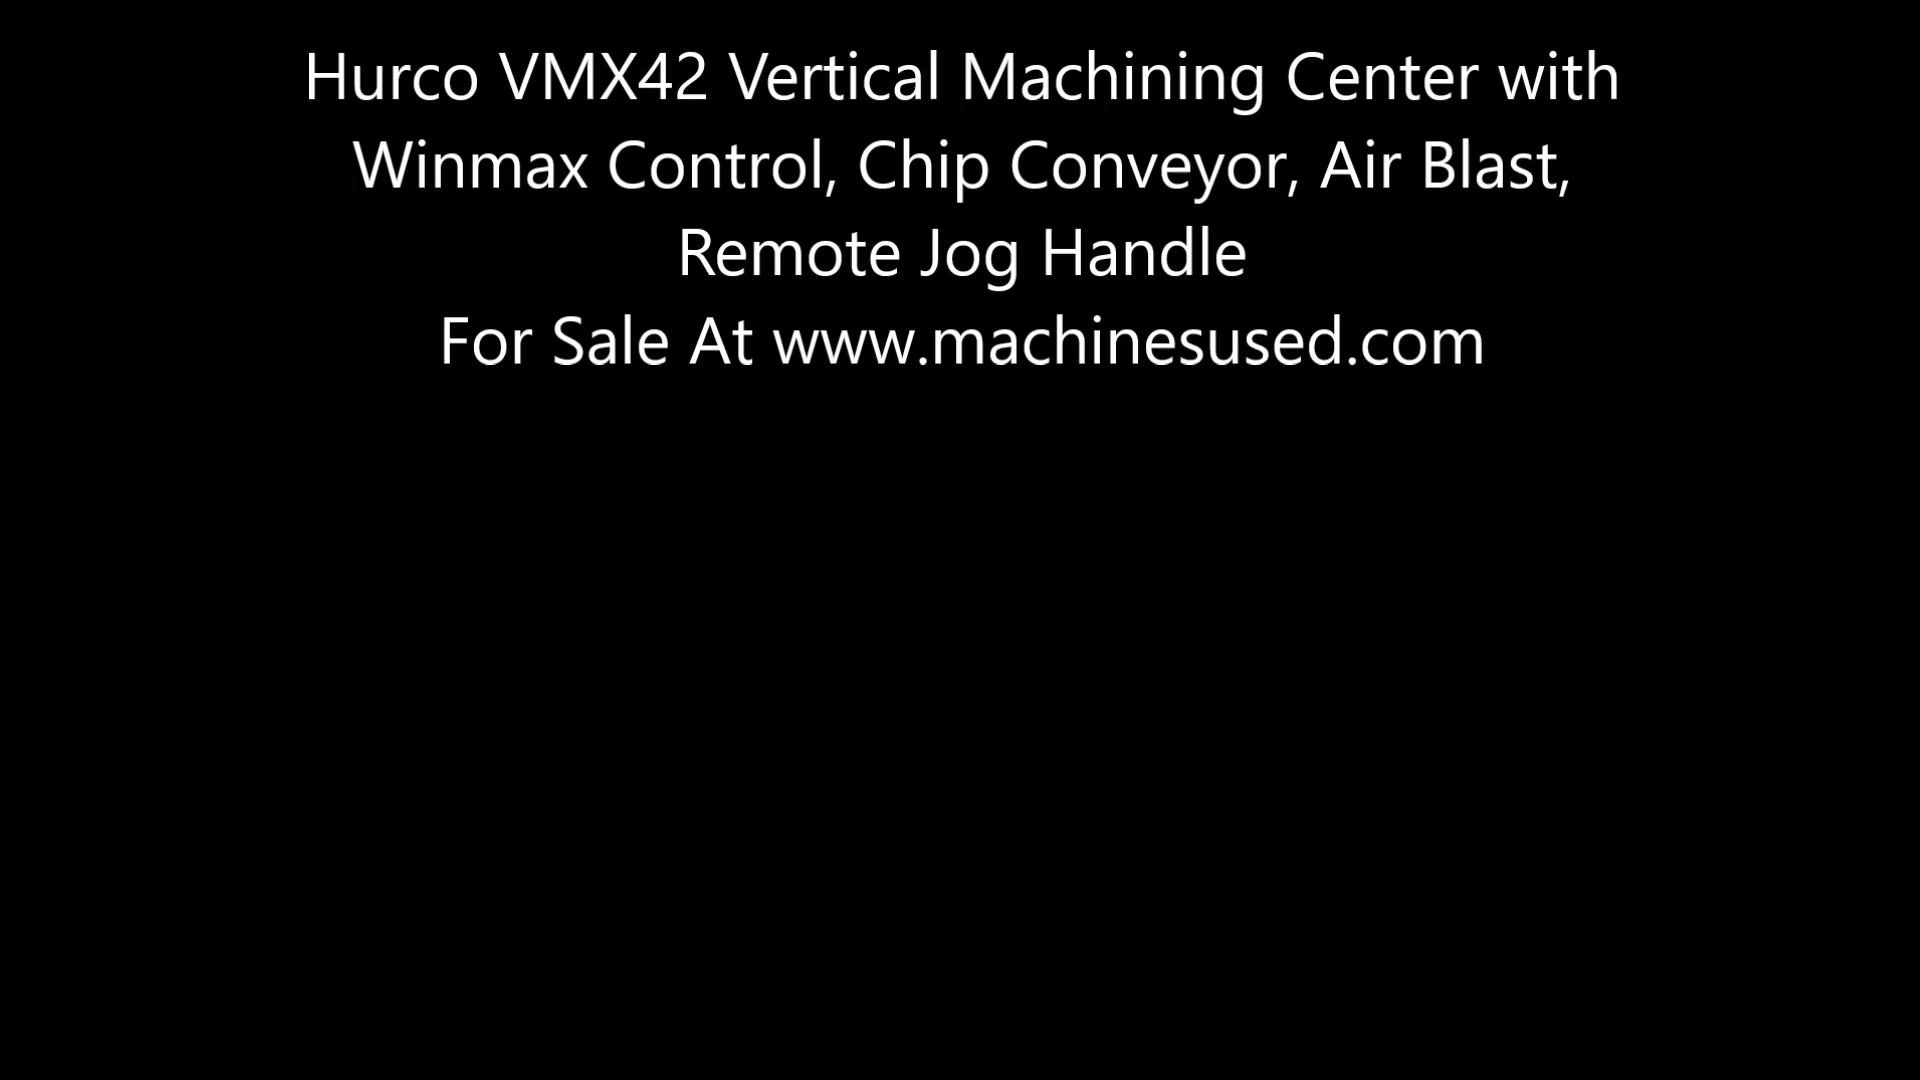 Hurco VMX42 Vertical Machining Center with
Winmax Control, Chip Conveyor, Air Blast,
Remote Jog Handle
For Sale At www.machinesused.com